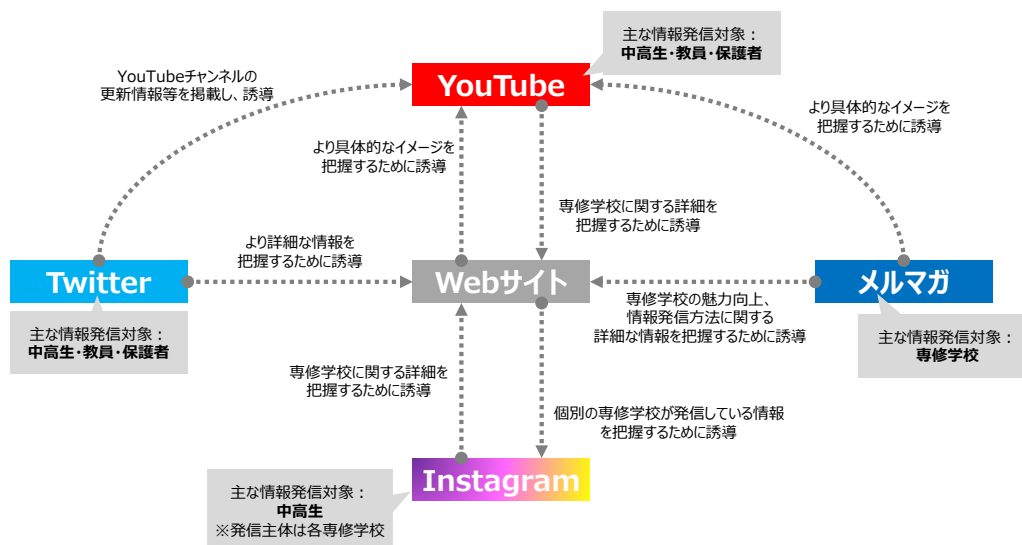 主な情報発信対象：
中高生・教員・保護者
YouTubeチャンネルの
更新情報等を掲載し、誘導
YouTube
より具体的なイメージを
把握するために誘導
より具体的なイメージを
把握するために誘導
専修学校に関する詳細を
把握するために誘導
より詳細な情報を
把握するために誘導
Twitter
Webサイト
メルマガ
主な情報発信対象：
中高生・教員・保護者
専修学校の魅力向上、
情報発信方法に関する
詳細な情報を把握するために誘導
主な情報発信対象：
専修学校
専修学校に関する詳細を
把握するために誘導
個別の専修学校が発信している情報
を把握するために誘導
Instagram
主な情報発信対象：
中高生
※発信主体は各専修学校